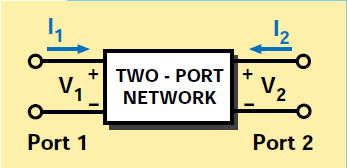 I1 I2
V1 + TWO - PORT + V2
− NETWORK −
Port 1 Port 2